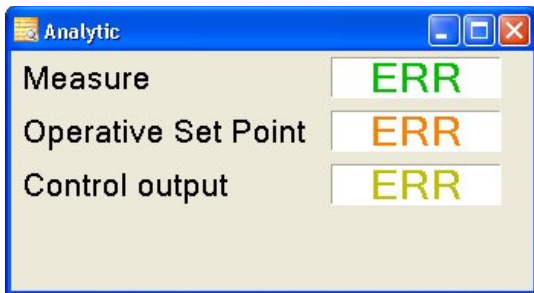 Analytic
Measure ERR
Operative Set Point ERR
Control output ERR